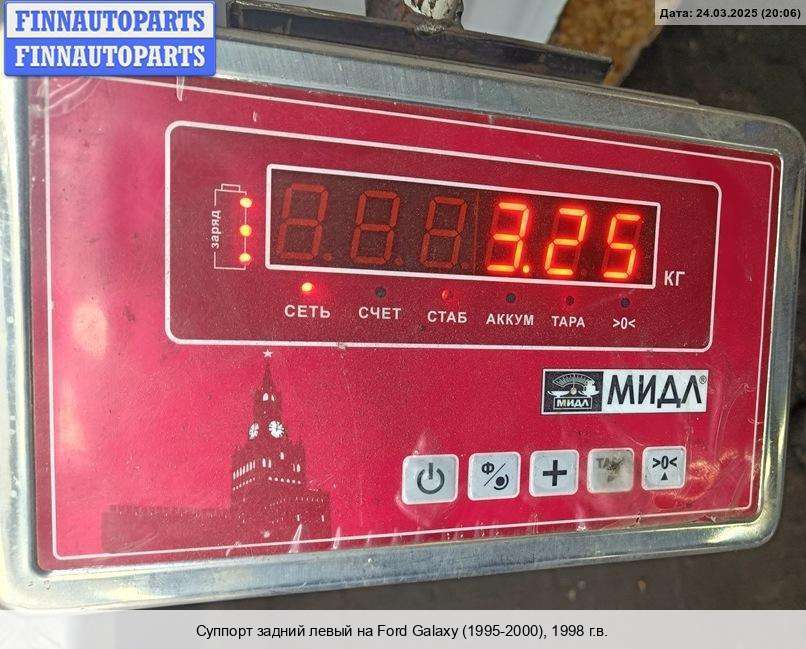 FINNAUTOPARTS
FINNAUTOPARTS
Дата: 24.03.2025 (20:06)
заряд
3.25
КГ
СЕТЬ СЧЕТ СТАБ АККУМ ТАРА >0<
МИДЛ МИДЛ®
Ф + >0<
Суппорт задний левый на Ford Galaxy (1995-2000), 1998 г.в.